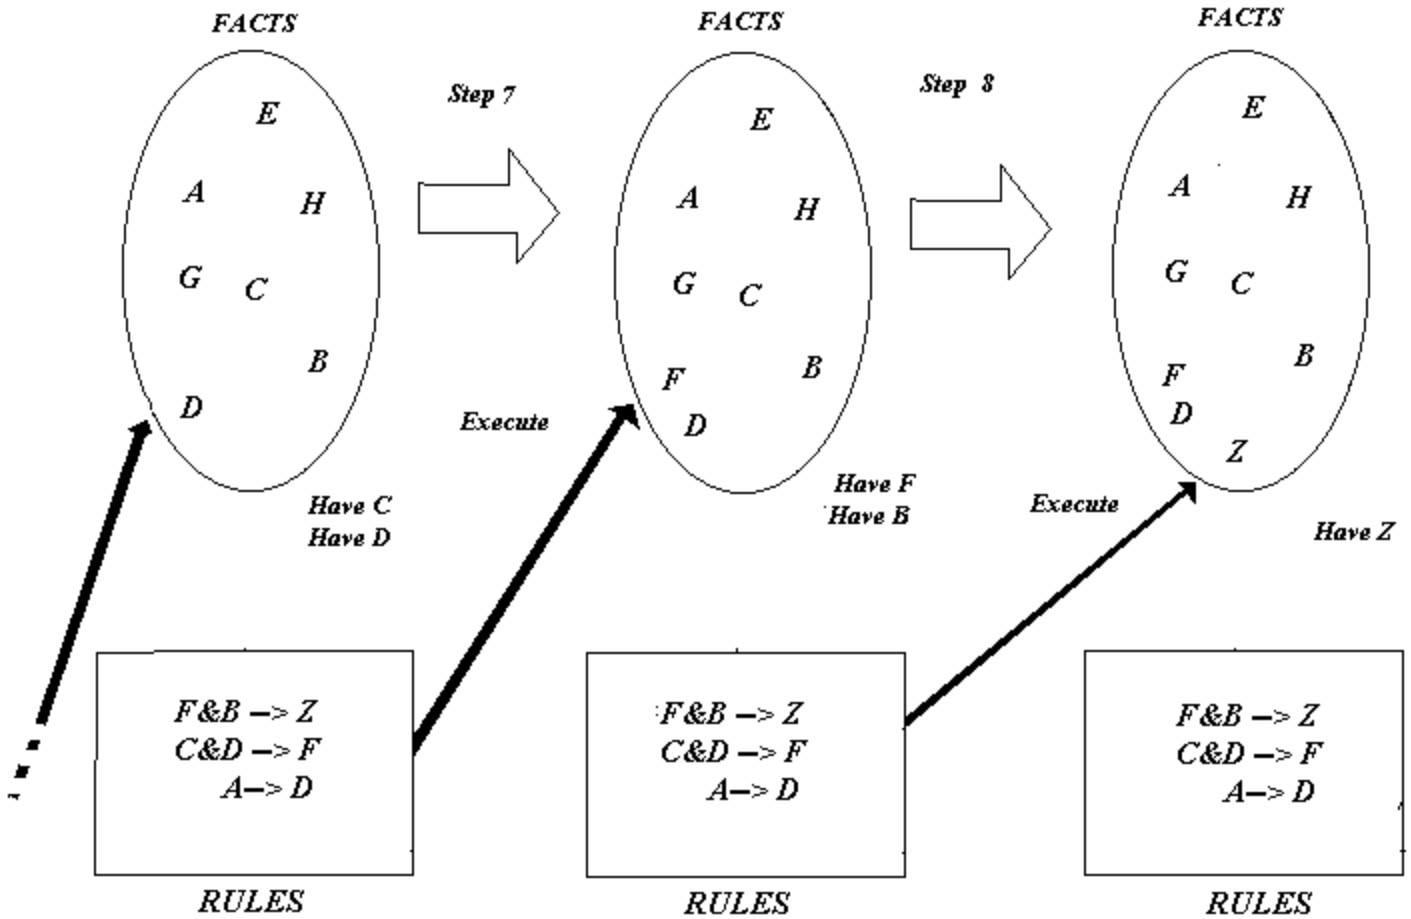 FACTS
E
A
H
G
C
B
D
Have C
Have D
F&B --> Z
C&D --> F
A--> D
RULES
Step 7
Execute
FACTS
E
A
H
G
C
F
B
D
Have F
Have B
F&B --> Z
C&D --> F
A--> D
RULES
Step 8
Execute
FACTS
E
A
H
G
C
B
F
D
Z
Have Z
F&B --> Z
C&D --> F
A--> D
RULES